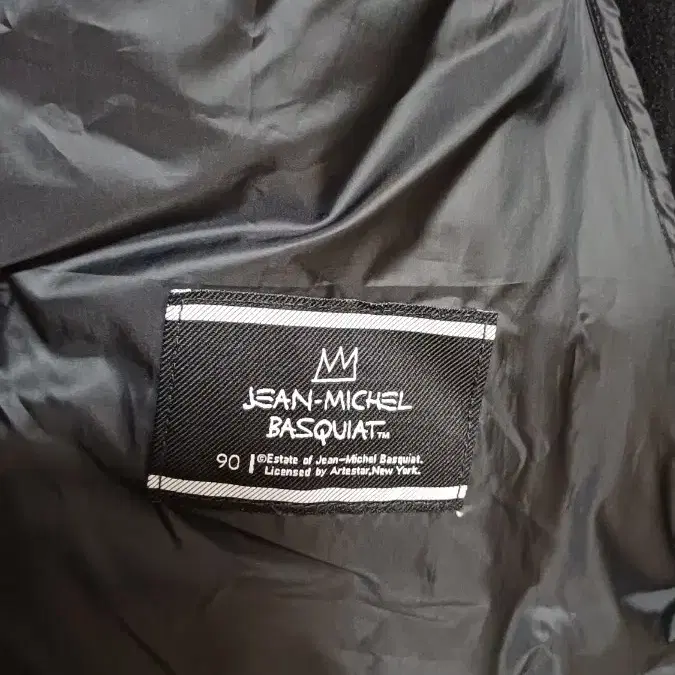 JEAN-MICHEL
BASQUIAT™
90 | ©Estate of Jean-Michel Basquiat.
Licensed by Artestar, New York.